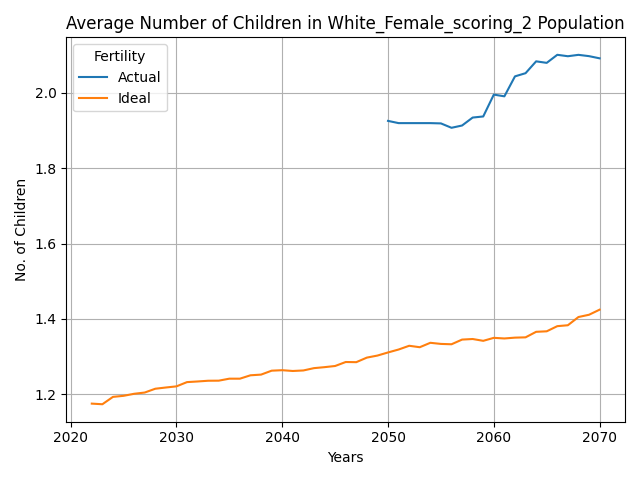 Average Number of Children in White_Female_scoring_2 Population
Fertility
Actual
Ideal
No. of Children
2.0
1.8
1.6
1.4
1.2
2020
2030
2040
2050
2060
2070
Years